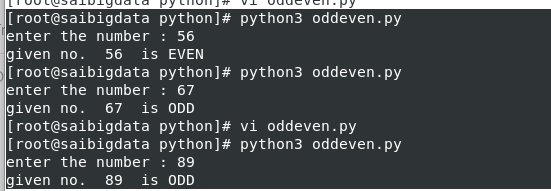 [root@saibigdata python]# vi oddeven.py
[root@saibigdata python]# python3 oddeven.py
enter the number : 56
given no.  56  is EVEN
[root@saibigdata python]# python3 oddeven.py
enter the number : 67
given no.  67  is ODD
[root@saibigdata python]# vi oddeven.py
[root@saibigdata python]# python3 oddeven.py
enter the number : 89
given no.  89  is ODD